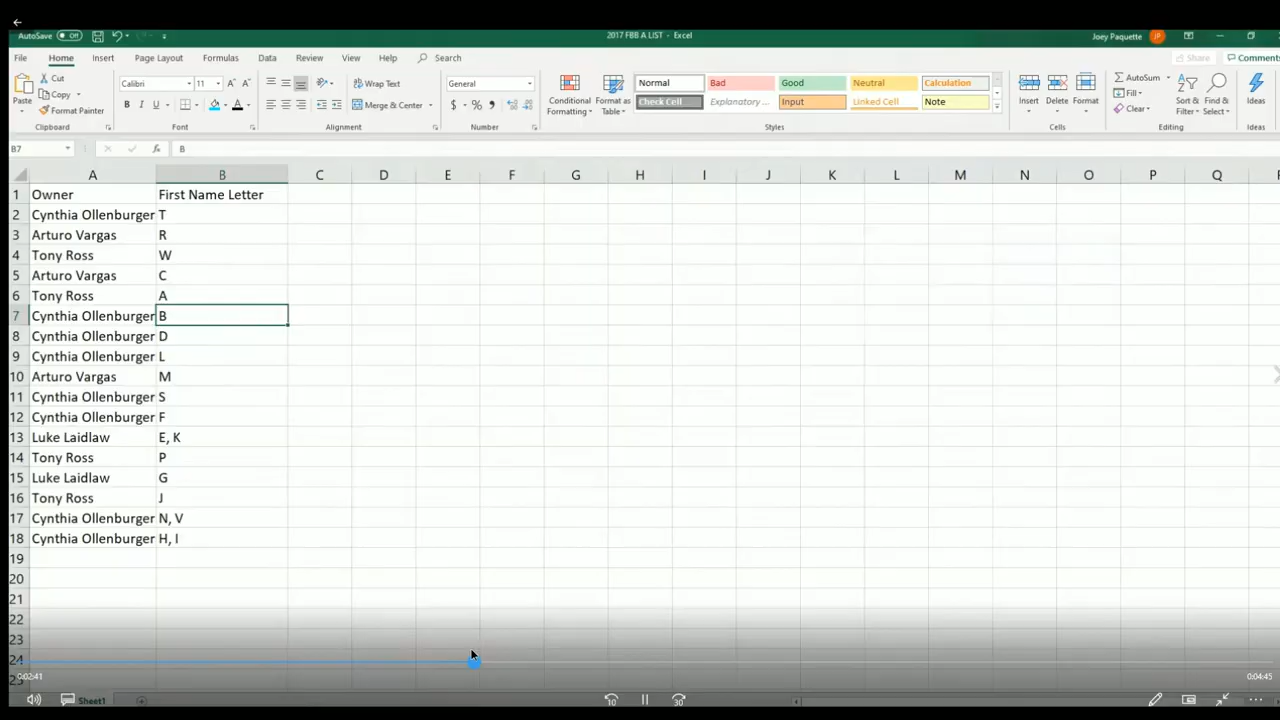 AutoSave Off 2017 FBB A LIST - Excel Joey Paquette JP
File Home Insert Page Layout Formulas Data Review View Help Search Share Comments
Paste Cut Copy Format Painter Clipboard
Calibri 11 B I U A A Font
Wrap Text Merge & Center Alignment
General $ % Number
Conditional Formatting Format as Table
Normal Bad Good Neutral Calculation
Check Cell Explanatory ... Input Linked Cell Note
Styles
Insert Delete Format Cells
AutoSum Fill Clear Sort & Filter Find & Select Editing
Ideas Ideas
B7 fx B
A B C D E F G H I J K L M N O P Q
1 Owner First Name Letter
2 Cynthia Ollenburger T
3 Arturo Vargas R
4 Tony Ross W
5 Arturo Vargas C
6 Tony Ross A
7 Cynthia Ollenburger B
8 Cynthia Ollenburger D
9 Cynthia Ollenburger L
10 Arturo Vargas M
11 Cynthia Ollenburger S
12 Cynthia Ollenburger F
13 Luke Laidlaw E, K
14 Tony Ross P
15 Luke Laidlaw G
16 Tony Ross J
17 Cynthia Ollenburger N, V
18 Cynthia Ollenburger H, I
19
20
21
22
23
24
0:02:41 0:04:45
Sheet1 10 30